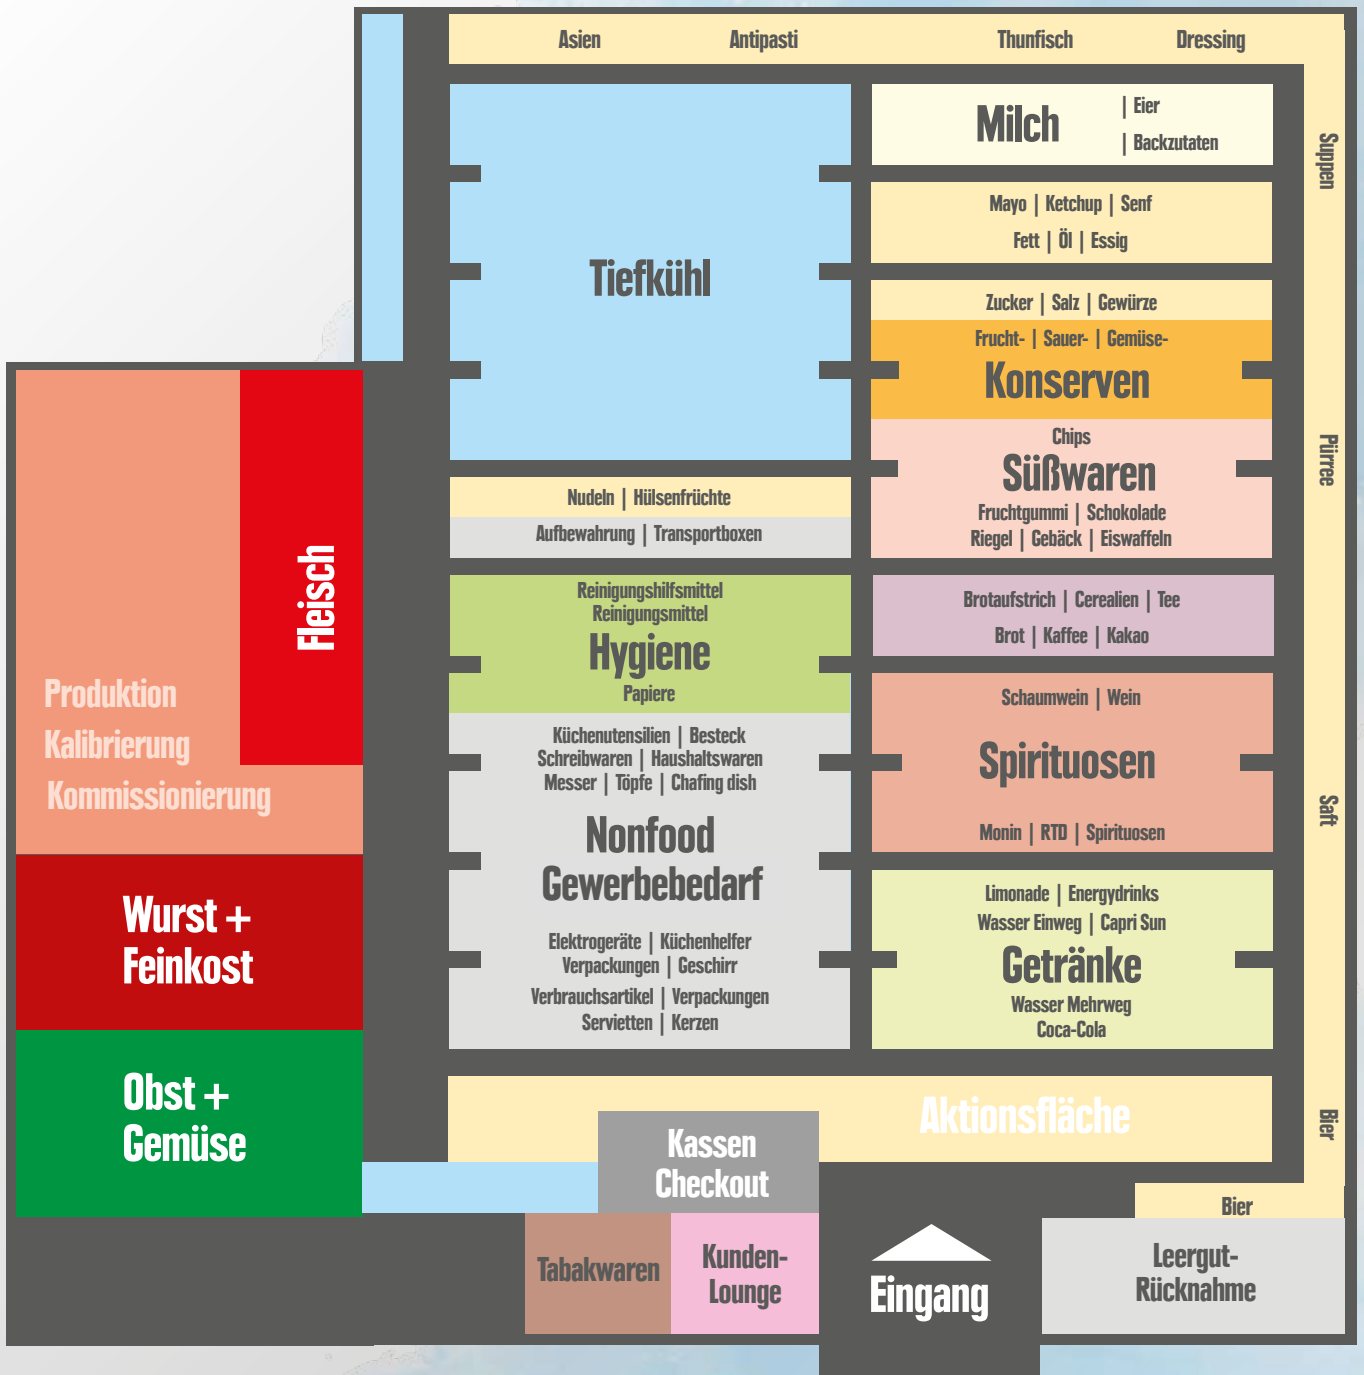 Asien
Antipasti
Thunfisch
Dressing
Suppen
Pürree
Saft
Bier
Bier
Tiefkühl
Milch
| Eier
| Backzutaten
Mayo | Ketchup | Senf
Fett | Öl | Essig
Zucker | Salz | Gewürze
Frucht- | Sauer- | Gemüse-
Konserven
Chips
Süßwaren
Fruchtgummi | Schokolade
Riegel | Gebäck | Eiswaffeln
Nudeln | Hülsenfrüchte
Aufbewahrung | Transportboxen
Reinigungshilfsmittel
Reinigungsmittel
Hygiene
Papiere
Brotaufstrich | Cerealien | Tee
Brot | Kaffee | Kakao
Küchenutensilien | Besteck
Schreibwaren | Haushaltswaren
Messer | Töpfe | Chafing dish
Nonfood
Gewerbebedarf
Elektrogeräte | Küchenhelfer
Verpackungen | Geschirr
Verbrauchsartikel | Verpackungen
Servietten | Kerzen
Schaumwein | Wein
Spirituosen
Monin | RTD | Spirituosen
Limonade | Energydrinks
Wasser Einweg | Capri Sun
Getränke
Wasser Mehrweg
Coca-Cola
Fleisch
Produktion
Kalibrierung
Kommissionierung
Wurst +
Feinkost
Obst +
Gemüse
Aktionsfläche
Kassen
Checkout
Tabakwaren
Kunden-
Lounge
Eingang
Leergut-
Rücknahme